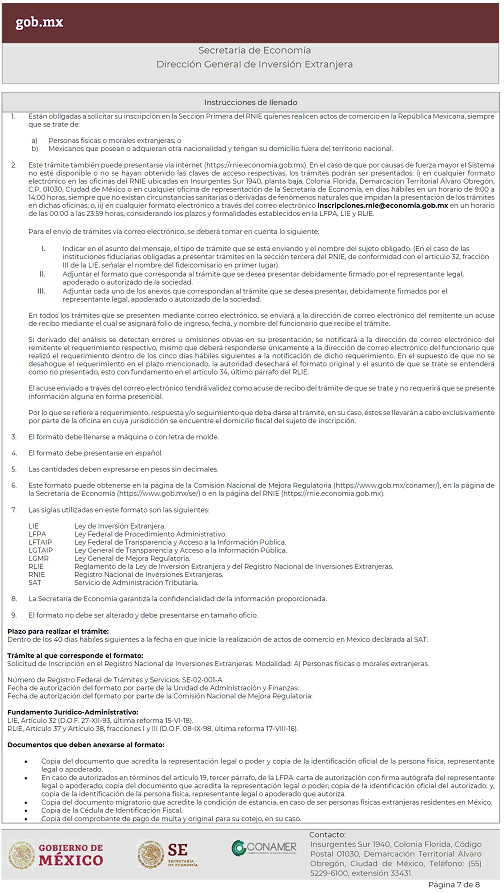 gob.mx
Secretaría de Economía
Dirección General de Inversión Extranjera
Instrucciones de llenado
1. Están obligadas a solicitar su inscripción en la Sección Primera del RNIE quienes realicen actos de comercio en la República Mexicana, siempre
que se trate de:
a) Personas físicas o morales extranjeras; o
b) Mexicanos que posean o adquieran otra nacionalidad y tengan su domicilio fuera del territorio nacional.
2. Este trámite también puede presentarse vía internet (https://rnie.economia.gob.mx). En el caso de que por causas de fuerza mayor el Sistema
no esté disponible o no se hayan obtenido las claves de acceso respectivas, los trámites podrán ser presentados: i) en cualquier formato
electrónico en las oficinas del RNIE ubicadas en Insurgentes Sur 1940, planta baja, Colonia Florida, Demarcación Territorial Álvaro Obregón,
C.P. 01030, Ciudad de México o en cualquier oficina de representación de la Secretaría de Economía, en días hábiles en un horario de 9:00 a
14:00 horas, siempre que no existan circunstancias sanitarias o derivadas de fenómenos naturales que impidan la presentación de los trámites
en dichas oficinas; o, ii) en cualquier formato electrónico a través del correo electrónico inscripciones.rnie@economia.gob.mx en un horario
de las 00:00 a las 23:59 horas, considerando los plazos y formalidades establecidos en la LFPA, LIE y RLIE.
Para el envío de trámites vía correo electrónico, se deberá tomar en cuenta lo siguiente:
I. Indicar en el asunto del mensaje, el tipo de trámite que se está enviando y el nombre del sujeto obligado. (En el caso de las
instituciones fiduciarias obligadas a presentar trámites en la sección tercera del RNIE, de conformidad con el artículo 32, fracción
III de la LIE, señalar el nombre del fideicomisario en primer lugar).
II. Adjuntar el formato que corresponda al trámite que se desea presentar debidamente firmado por el representante legal,
apoderado o autorizado de la sociedad.
III. Adjuntar cada uno de los anexos que correspondan al trámite que se desea presentar, debidamente firmados por el
representante legal, apoderado o autorizado de la sociedad.
En todos los trámites que se presenten mediante correo electrónico, se enviará a la dirección de correo electrónico del remitente un acuse
de recibo mediante el cual se asignará folio de ingreso, fecha, y nombre del funcionario que recibe el trámite.
Si derivado del análisis se detectan errores u omisiones obvias en su presentación, se notificará a la dirección de correo electrónico del
remitente el requerimiento respectivo, mismo que deberá responderse únicamente a la dirección de correo electrónico del funcionario que
realizó el requerimiento dentro de los cinco días hábiles siguientes a la notificación de dicho requerimiento. En el supuesto de que no se
desahogue el requerimiento en el plazo mencionado, la autoridad desechará el formato original y el asunto de que se trate se entenderá
como no presentado, esto con fundamento en el artículo 34, último párrafo del RLIE.
El acuse enviado a través del correo electrónico tendrá validez como acuse de recibo del trámite de que se trate y no requerirá que se presente
información alguna en forma presencial.
Por lo que se refiere a requerimiento, respuesta y/o seguimiento que deba darse al trámite, en su caso, éstos se llevarán a cabo exclusivamente
por parte de la oficina en cuya jurisdicción se encuentre el domicilio fiscal del sujeto de inscripción.
3. El formato debe llenarse a máquina o con letra de molde.
4. El formato debe presentarse en español.
5. Las cantidades deben expresarse en pesos sin decimales.
6. Este formato puede obtenerse en la página de la Comisión Nacional de Mejora Regulatoria (https://www.gob.mx/conamer/), en la página de
la Secretaría de Economía (https://www.gob.mx/se/) o en la página del RNIE (https://rnie.economia.gob.mx).
7. Las siglas utilizadas en este formato son las siguientes:
LIE Ley de Inversión Extranjera.
LFPA Ley Federal de Procedimiento Administrativo.
LFTAIP Ley Federal de Transparencia y Acceso a la Información Pública.
LGTAIP Ley General de Transparencia y Acceso a la Información Pública.
LGMR Ley General de Mejora Regulatoria.
RLIE Reglamento de la Ley de Inversión Extranjera y del Registro Nacional de Inversiones Extranjeras.
RNIE Registro Nacional de Inversiones Extranjeras.
SAT Servicio de Administración Tributaria.
8. La Secretaría de Economía garantiza la confidencialidad de la información proporcionada.
9. El formato no debe ser alterado y debe presentarse en tamaño oficio.
Plazo para realizar el trámite:
Dentro de los 40 días hábiles siguientes a la fecha en que inicie la realización de actos de comercio en México declarada al SAT.
Trámite al que corresponde el formato:
Solicitud de Inscripción en el Registro Nacional de Inversiones Extranjeras. Modalidad: A) Personas físicas o morales extranjeras.
Número de Registro Federal de Trámites y Servicios: SE-02-001-A.
Fecha de autorización del formato por parte de la Unidad de Administración y Finanzas:
Fecha de autorización del formato por parte de la Comisión Nacional de Mejora Regulatoria:
Fundamento Jurídico-Administrativo:
LIE, Artículo 32 (D.O.F. 27-XII-93, última reforma 15-VI-18).
RLIE, Artículo 37 y Artículo 38, fracciones I y III (D.O.F. 08-IX-98, última reforma 17-VIII-16).
Documentos que deben anexarse al formato:
• Copia del documento que acredita la representación legal o poder y copia de la identificación oficial de la persona física, representante
legal o apoderado.
• En caso de autorizados en términos del artículo 19, tercer párrafo, de la LFPA: carta de autorización con firma autógrafa del representante
legal o apoderado; copia del documento que acredita la representación legal o poder; copia de la identificación oficial del autorizado; y,
copia de la identificación de la persona física, representante legal o apoderado que autoriza.
• Copia del documento migratorio que acredite la condición de estancia, en caso de ser personas físicas extranjeras residentes en México.
• Copia de la Cédula de Identificación Fiscal.
• Copia del comprobante de pago de multa y original para su cotejo, en su caso.
GOBIERNO DE
MÉXICO
SE
SECRETARÍA
DE ECONOMÍA
CONAMER
Contacto:
Insurgentes Sur 1940, Colonia Florida, Código
Postal 01030, Demarcación Territorial Álvaro
Obregón, Ciudad de México, Teléfono: (55)
5229-6100, extensión 33431.
Página 7 de 8